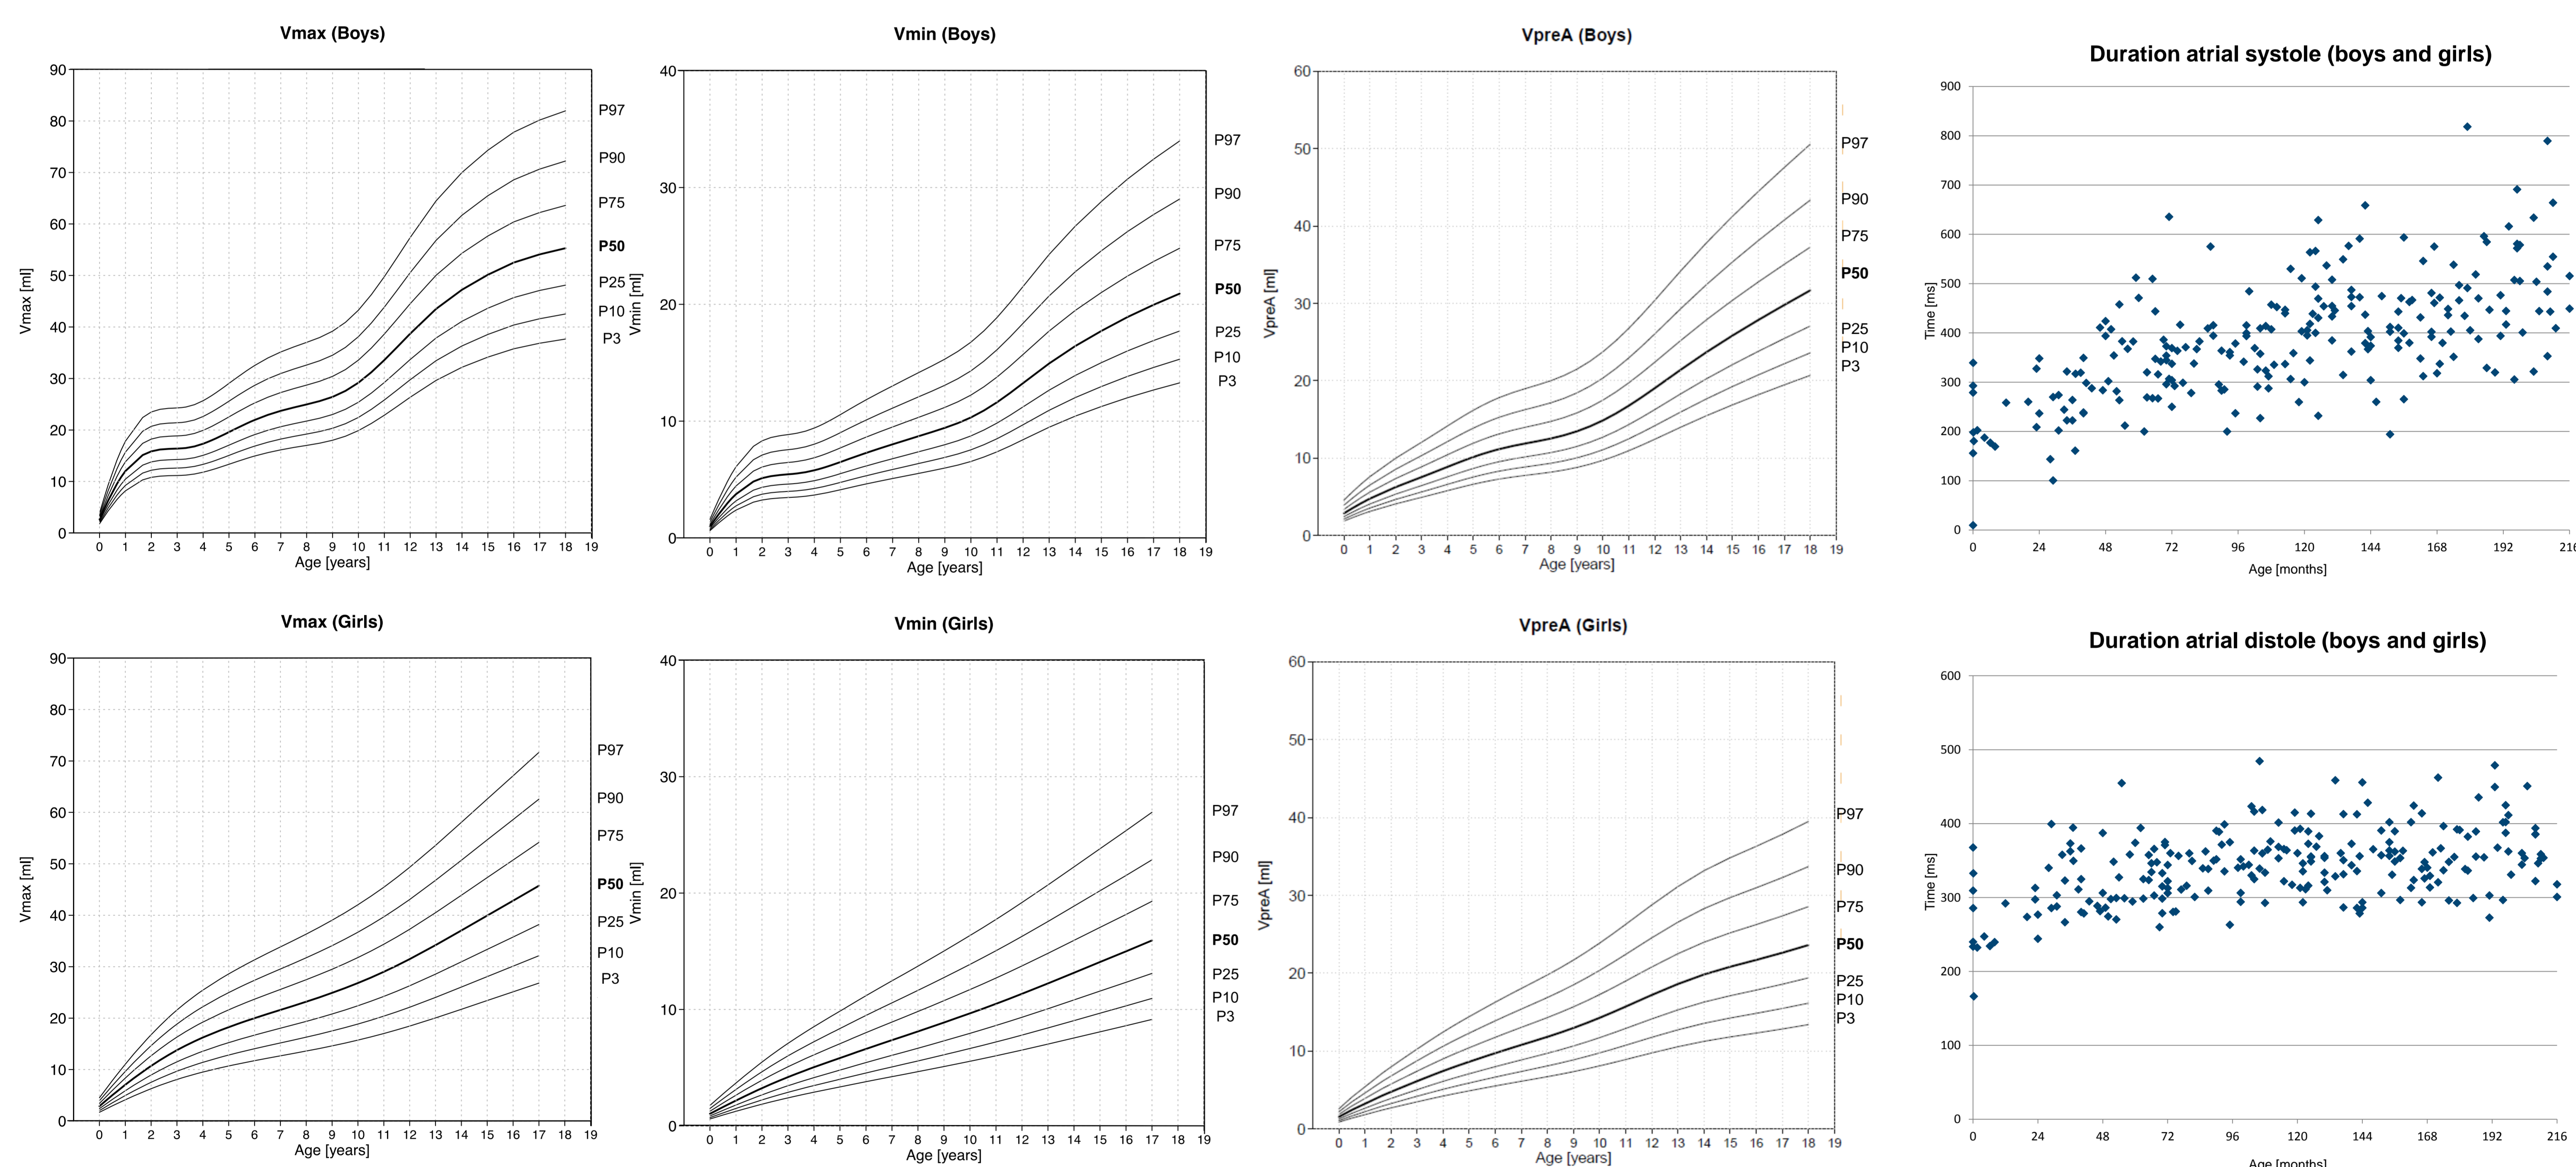 Vmax (Boys)
90
80
70
60
50
40
30
20
10
0
Vmax [ml]
0 1 2 3 4 5 6 7 8 9 10 11 12 13 14 15 16 17 18 19
Age [years]
P97
P90
P75
P50
P25
P10
P3
Vmin (Boys)
40
30
20
10
0
Vmin [ml]
0 1 2 3 4 5 6 7 8 9 10 11 12 13 14 15 16 17 18 19
Age [years]
P97
P90
P75
P50
P25
P10
P3
VpreA (Boys)
60
50
40
30
20
10
0
VpreA [ml]
0 1 2 3 4 5 6 7 8 9 10 11 12 13 14 15 16 17 18 19
Age [years]
P97
P90
P75
P50
P25
P10
P3
Duration atrial systole (boys and girls)
900
800
700
600
500
400
300
200
100
0
Time [ms]
0 24 48 72 96 120 144 168 192 216
Age [months]
Vmax (Girls)
90
80
70
60
50
40
30
20
10
0
Vmax [ml]
0 1 2 3 4 5 6 7 8 9 10 11 12 13 14 15 16 17 18 19
Age [years]
P97
P90
P75
P50
P25
P10
P3
Vmin (Girls)
40
30
20
10
0
Vmin [ml]
0 1 2 3 4 5 6 7 8 9 10 11 12 13 14 15 16 17 18 19
Age [years]
P97
P90
P75
P50
P25
P10
P3
VpreA (Girls)
60
50
40
30
20
10
0
VpreA [ml]
0 1 2 3 4 5 6 7 8 9 10 11 12 13 14 15 16 17 18 19
Age [years]
P97
P90
P75
P50
P25
P10
P3
Duration atrial distole (boys and girls)
600
500
400
300
200
100
0
Time [ms]
0 24 48 72 96 120 144 168 192 216
Age [months]